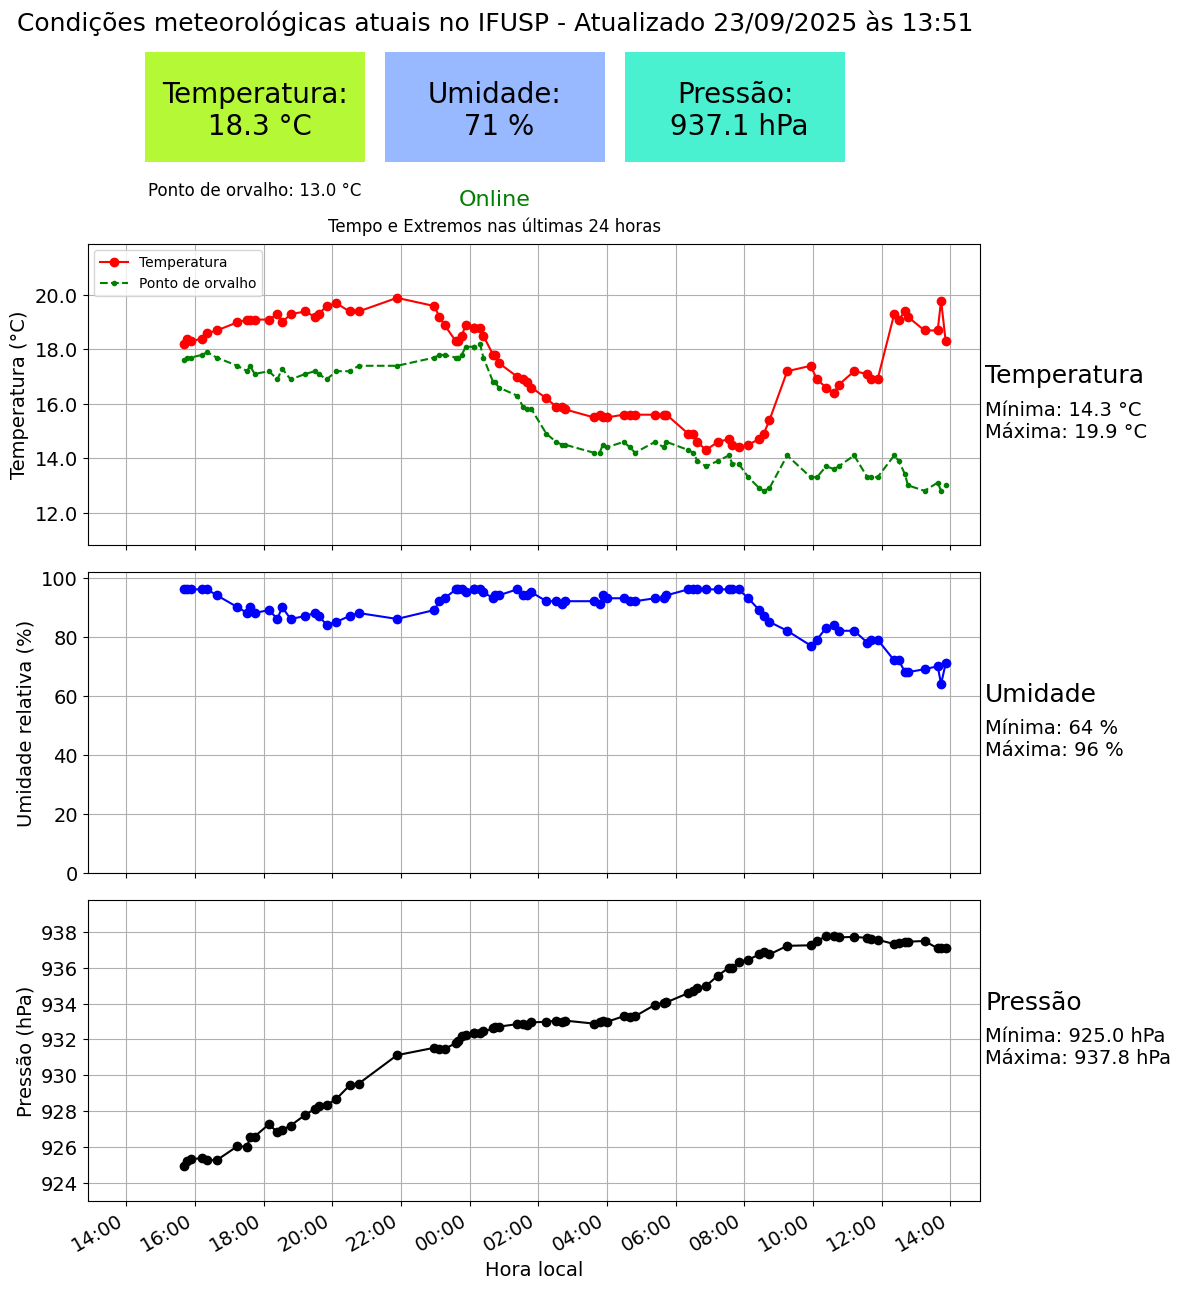 Condições meteorológicas atuais no IFUSP - Atualizado 23/09/2025 às 13:51
Temperatura:
18.3 °C
Umidade:
71 %
Pressão:
937.1 hPa
Ponto de orvalho: 13.0 °C
Online
Tempo e Extremos nas últimas 24 horas
Temperatura
Ponto de orvalho
Temperatura (°C)
20.0
18.0
16.0
14.0
12.0
Temperatura
Mínima: 14.3 °C
Máxima: 19.9 °C
Umidade relativa (%)
100
80
60
40
20
0
Umidade
Mínima: 64 %
Máxima: 96 %
Pressão (hPa)
938
936
934
932
930
928
926
924
Pressão
Mínima: 925.0 hPa
Máxima: 937.8 hPa
14:00
16:00
18:00
20:00
22:00
00:00
02:00
04:00
06:00
08:00
10:00
12:00
14:00
Hora local